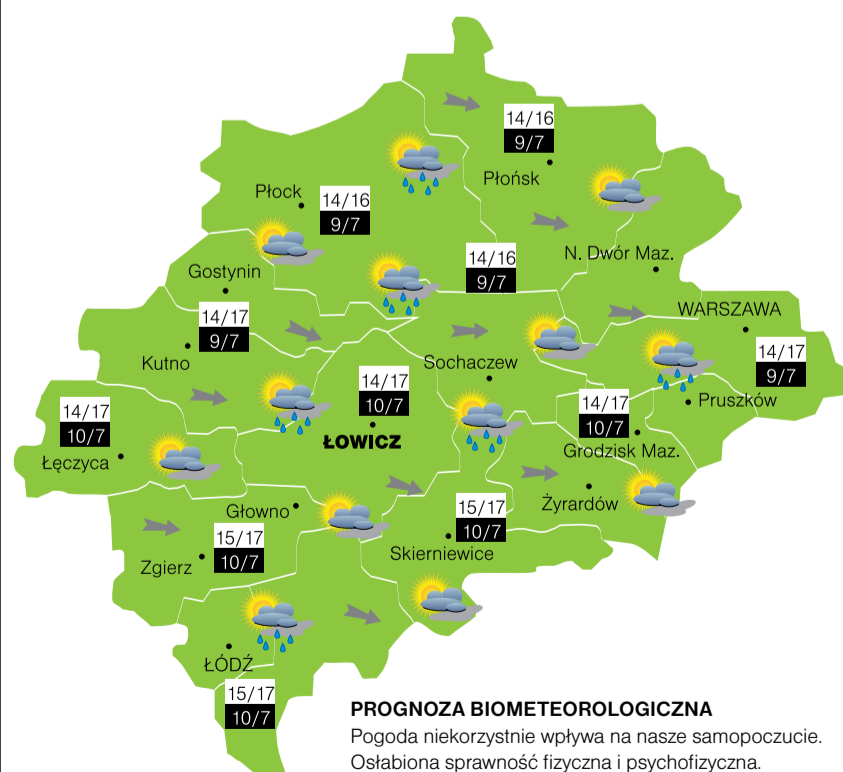 14/16
9/7
Płońsk
Płock
14/16
9/7
N. Dwór Maz.
14/16
9/7
Gostynin
14/17
9/7
Kutno
WARSZAWA
14/17
9/7
Sochaczew
14/17
10/7
ŁOWICZ
Pruszków
14/17
10/7
Grodzisk Maz.
14/17
10/7
Łęczyca
Żyrardów
Głowno
15/17
10/7
Skierniewice
15/17
10/7
Zgierz
ŁÓDŹ
15/17
10/7
PROGNOZA BIOMETEOROLOGICZNA
Pogoda niekorzystnie wpływa na nasze samopoczucie.
Osłabiona sprawność fizyczna i psychofizyczna.